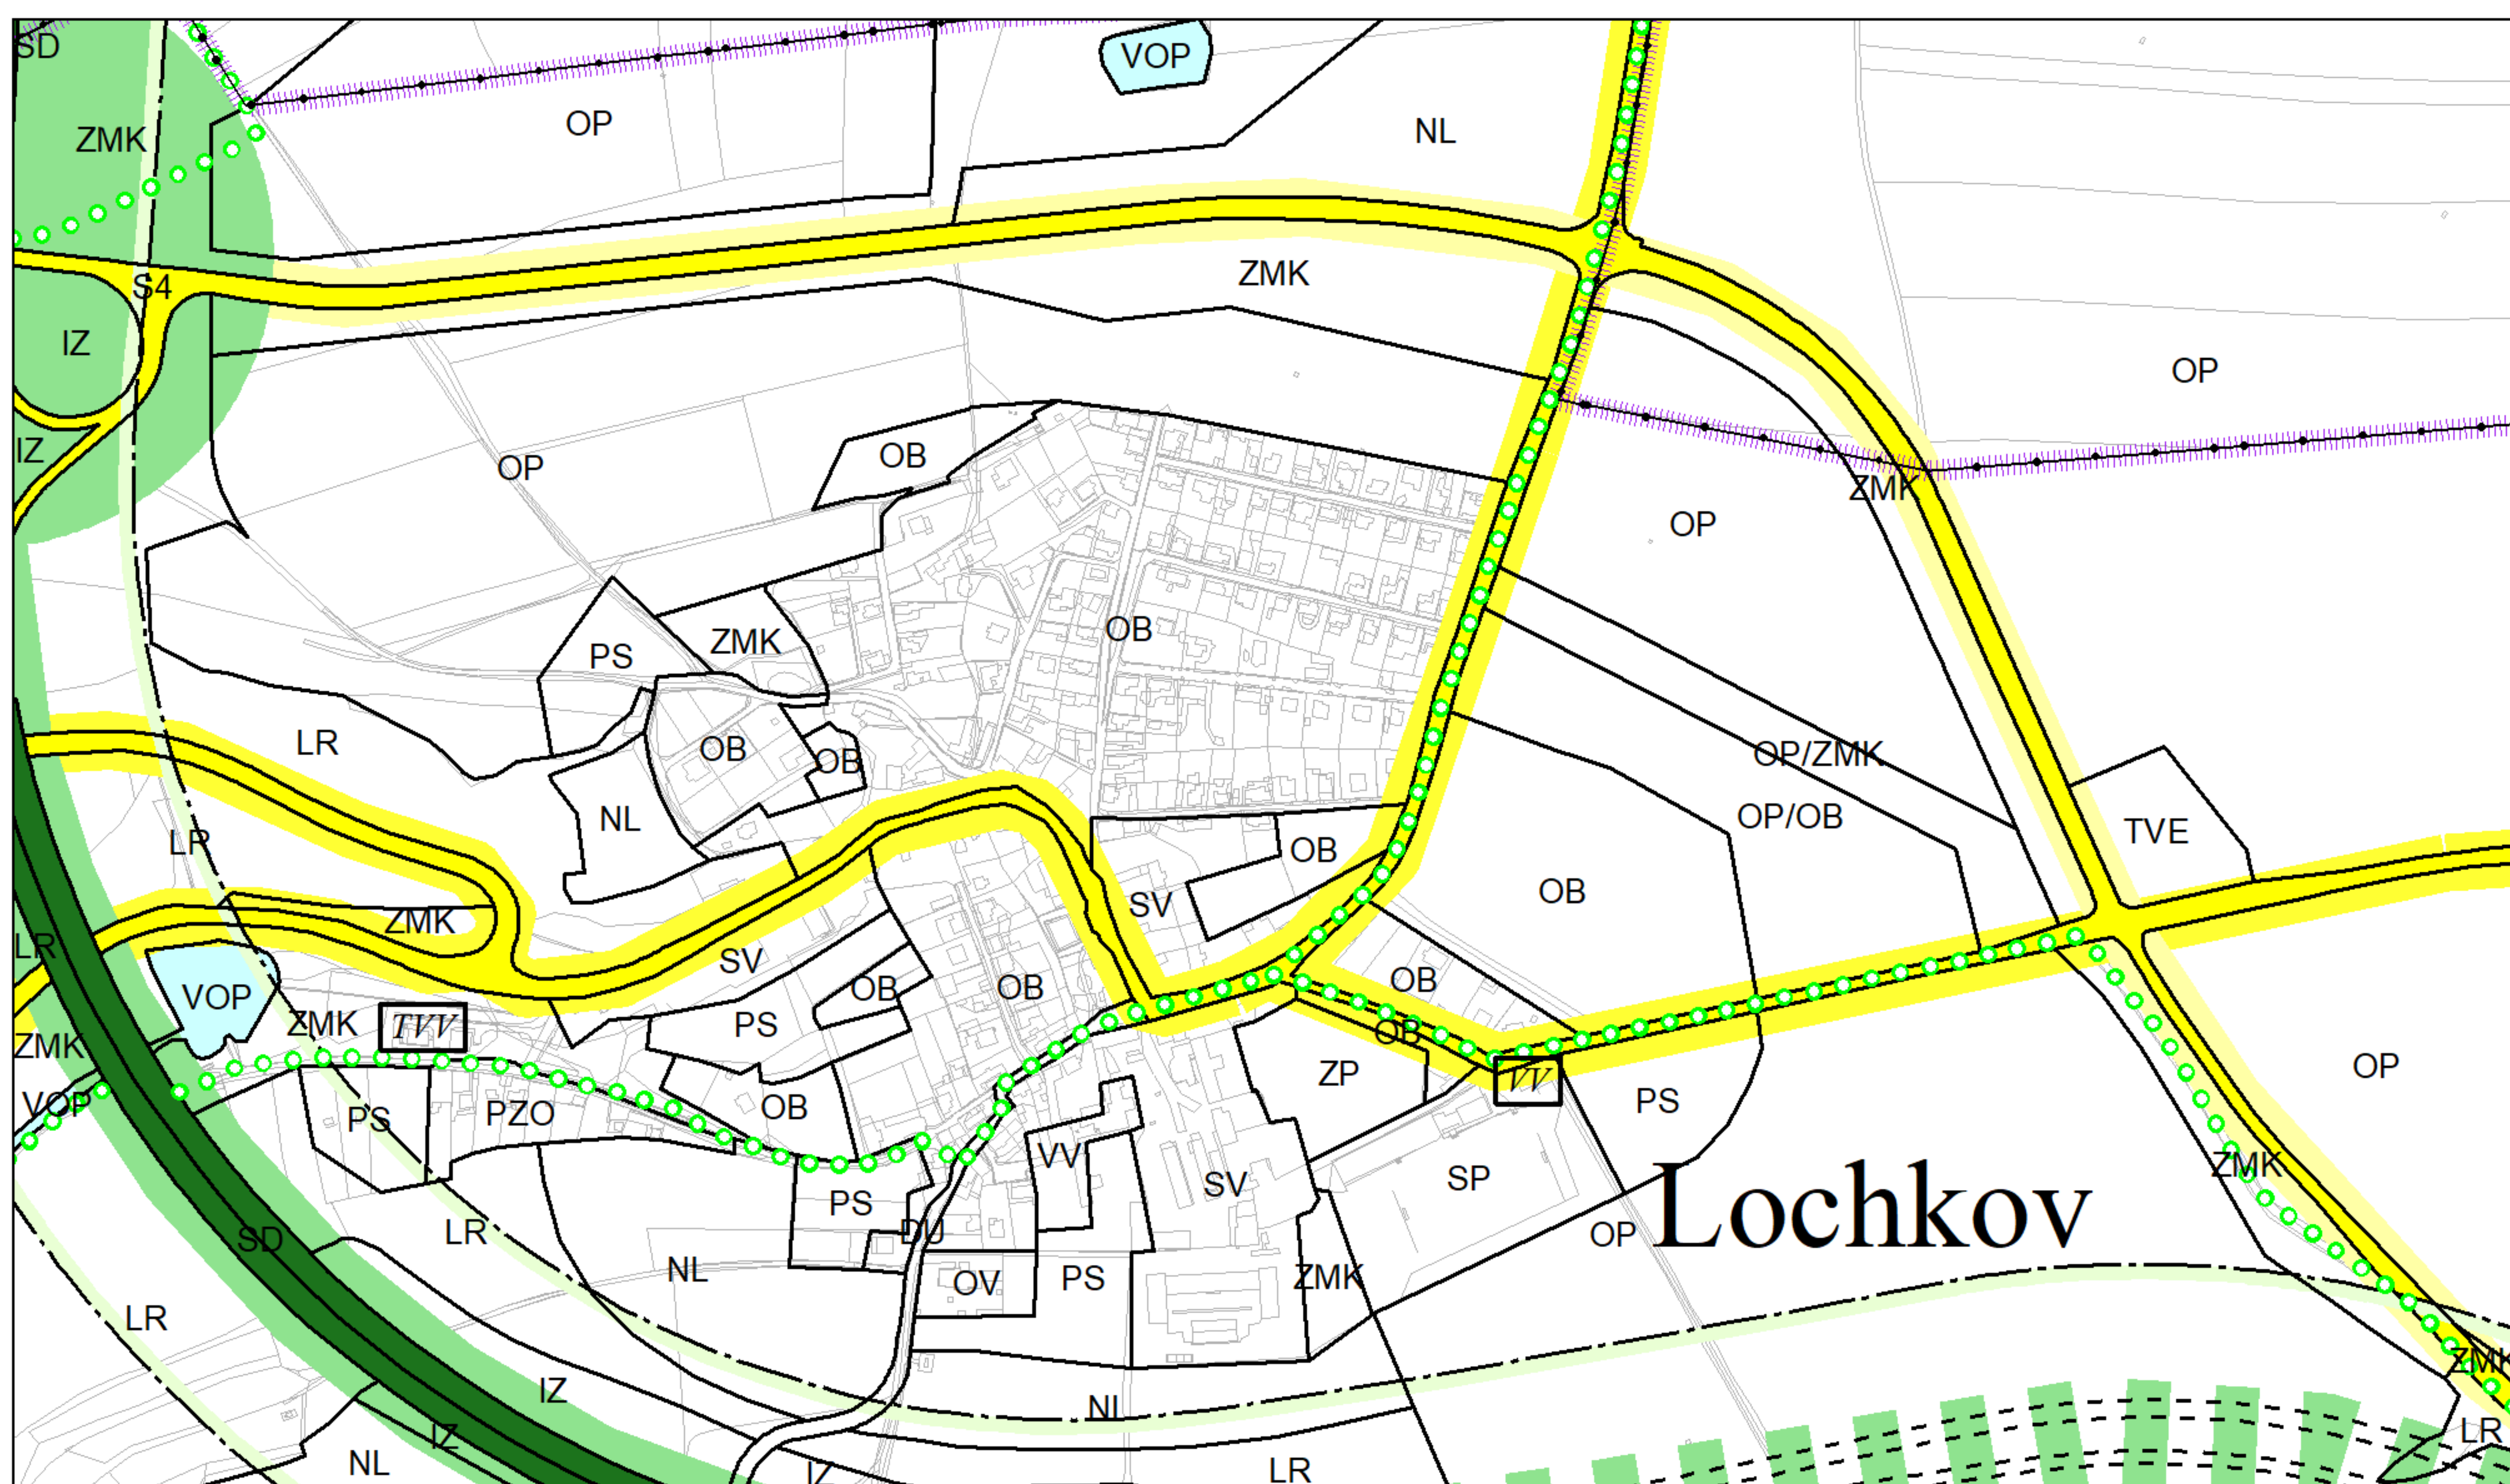 SD
VOP
OP
NL
ZMK
ZMK
S4
IZ
OP
OB
IZ
OP
ZMK
OP
OB
ZMK
PS
LR
OB
OB
OP/ZMK
NL
OP/OB
TVE
LR
OB
OB
SV
ZMK
LR
SV
OB
OB
OB
VOP
ZMK
TVV
PS
OB
ZMK
ZP
OP
VV
VOP
PS
PZO
OB
PS
VV
ZMK
SP
SV
PS
Lochkov
LR
DU
OP
SD
NL
OV
PS
ZMK
LR
ZMK
IZ
NL
IZ
LR
NL
IZ
LR